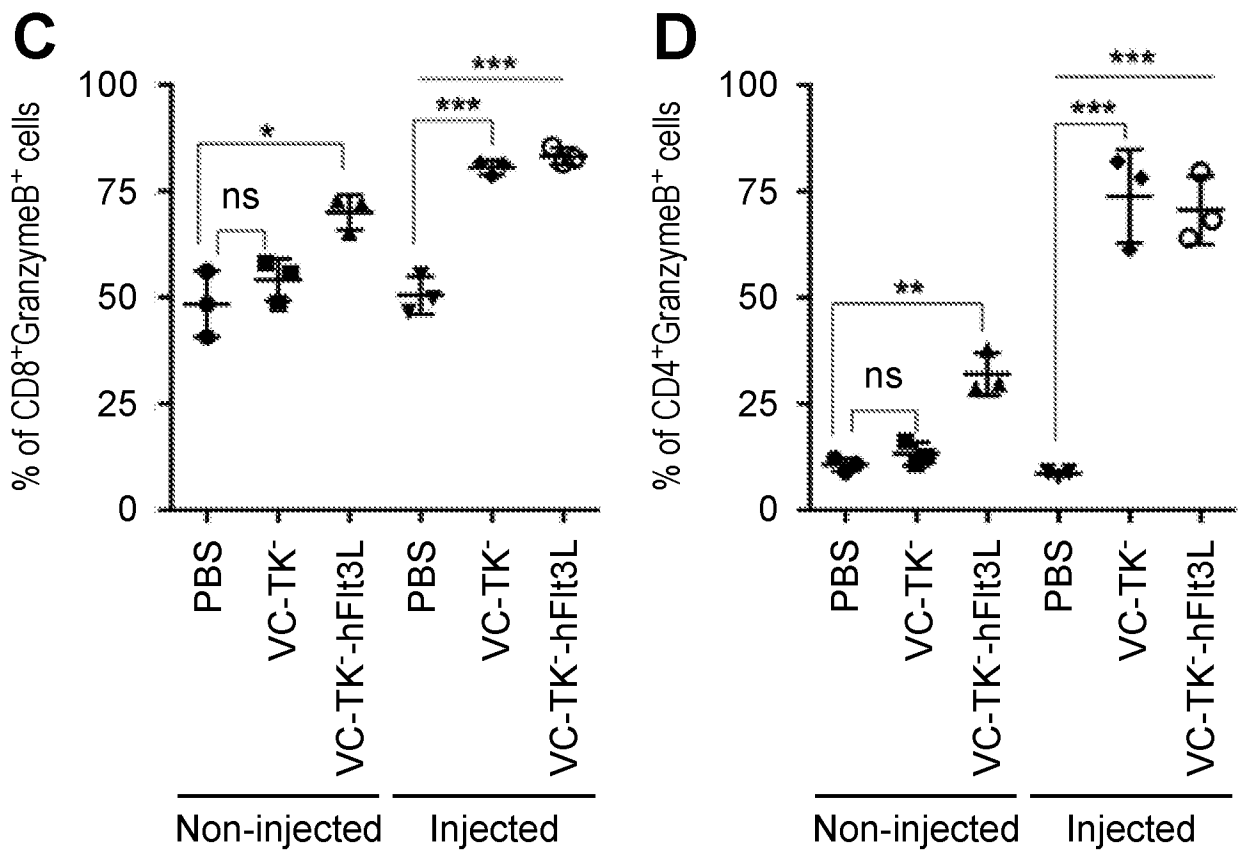 C
% of CD8⁺GranzymeB⁺ cells
100
75
50
25
0
*
ns
***
***
PBS
VC-TK⁻
VC-TK⁻-hFlt3L
PBS
VC-TK⁻
VC-TK⁻-hFlt3L
Non-injected
Injected
D
% of CD4⁺GranzymeB⁺ cells
100
75
50
25
0
**
ns
***
***
PBS
VC-TK⁻
VC-TK⁻-hFlt3L
PBS
VC-TK⁻
VC-TK⁻-hFlt3L
Non-injected
Injected